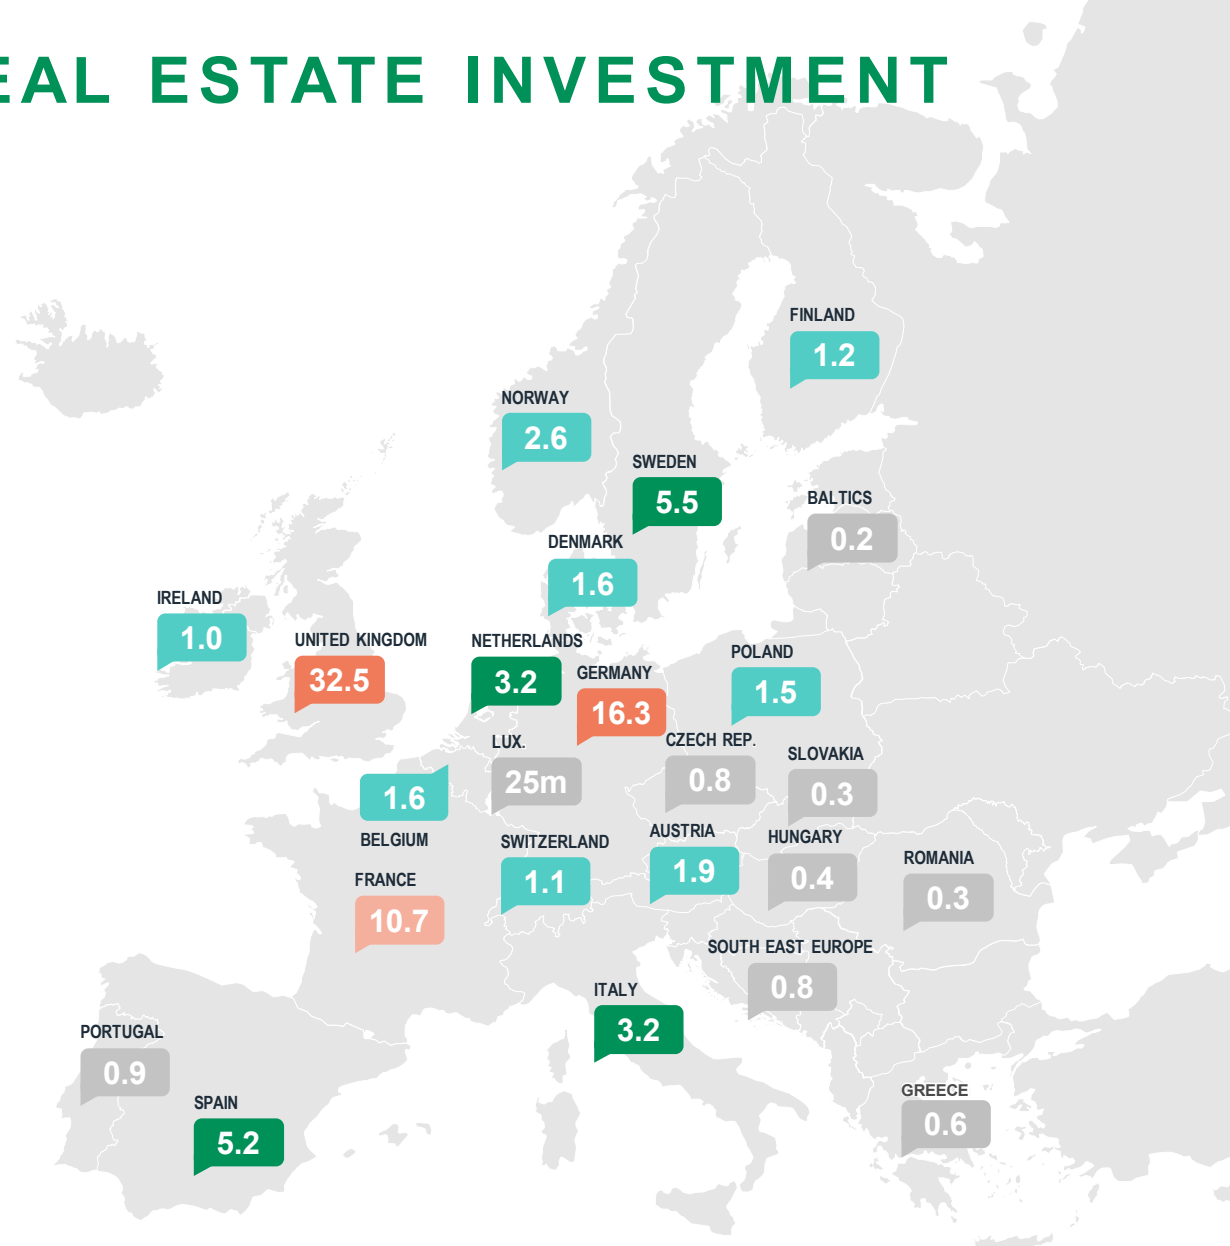 EAL ESTATE INVESTMENT
FINLAND
1.2
NORWAY
2.6
SWEDEN
5.5
BALTICS
0.2
DENMARK
1.6
IRELAND
1.0
UNITED KINGDOM
32.5
NETHERLANDS
3.2
GERMANY
16.3
POLAND
1.5
LUX.
25m
CZECH REP.
0.8
SLOVAKIA
0.3
1.6
BELGIUM
SWITZERLAND
1.1
AUSTRIA
1.9
HUNGARY
0.4
ROMANIA
0.3
FRANCE
10.7
SOUTH EAST EUROPE
0.8
ITALY
3.2
PORTUGAL
0.9
SPAIN
5.2
GREECE
0.6